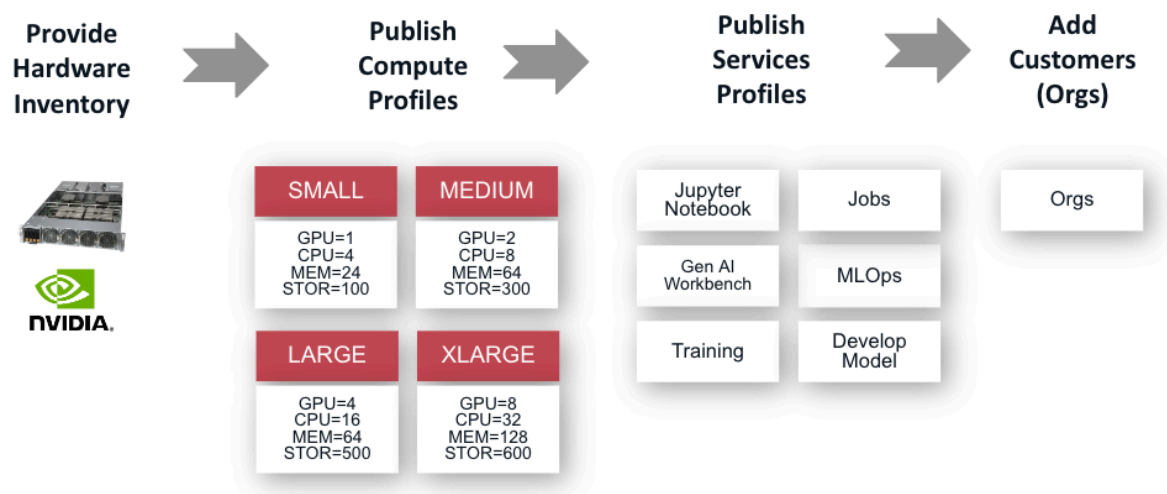 Provide
Hardware
Inventory
Publish
Compute
Profiles
Publish
Services
Profiles
Add
Customers
(Orgs)
NVIDIA.
SMALL
GPU=1
CPU=4
MEM=24
STOR=100
MEDIUM
GPU=2
CPU=8
MEM=64
STOR=300
LARGE
GPU=4
CPU=16
MEM=64
STOR=500
XLARGE
GPU=8
CPU=32
MEM=128
STOR=600
Jupyter
Notebook
Jobs
Gen AI
Workbench
MLOps
Training
Develop
Model
Orgs